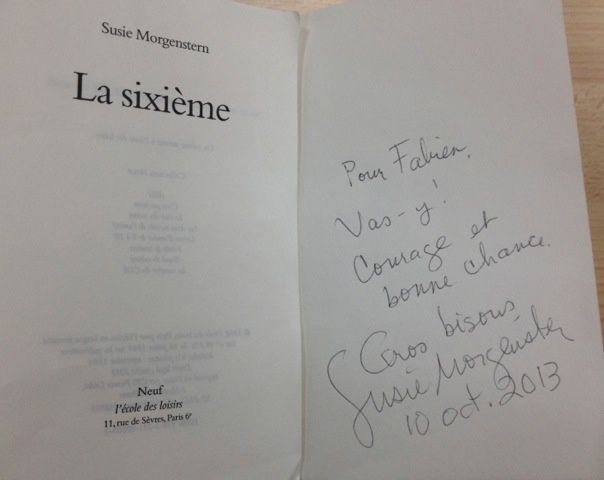 Susie Morgenstern
La sixième
Neuf
l'école des loisirs
11, rue de Sèvres, Paris 6e
Pour Fabien,
Vas-y!
Courage et
bonne chance.
Gros bisous
Susie Morgenstern
10 oct. 2013